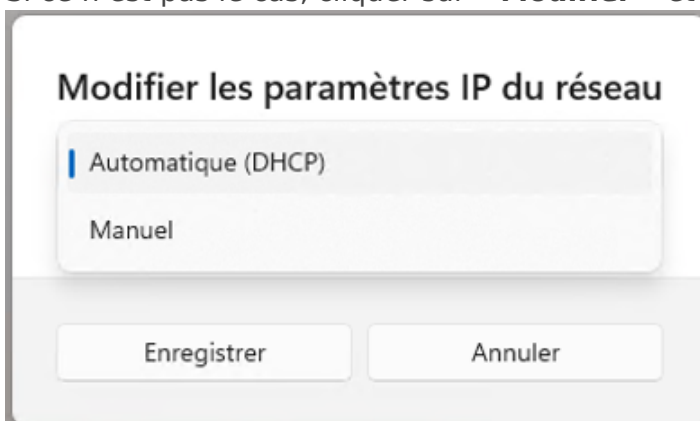 Modifier les paramètres IP du réseau
Automatique (DHCP)
Manuel
Enregistrer
Annuler